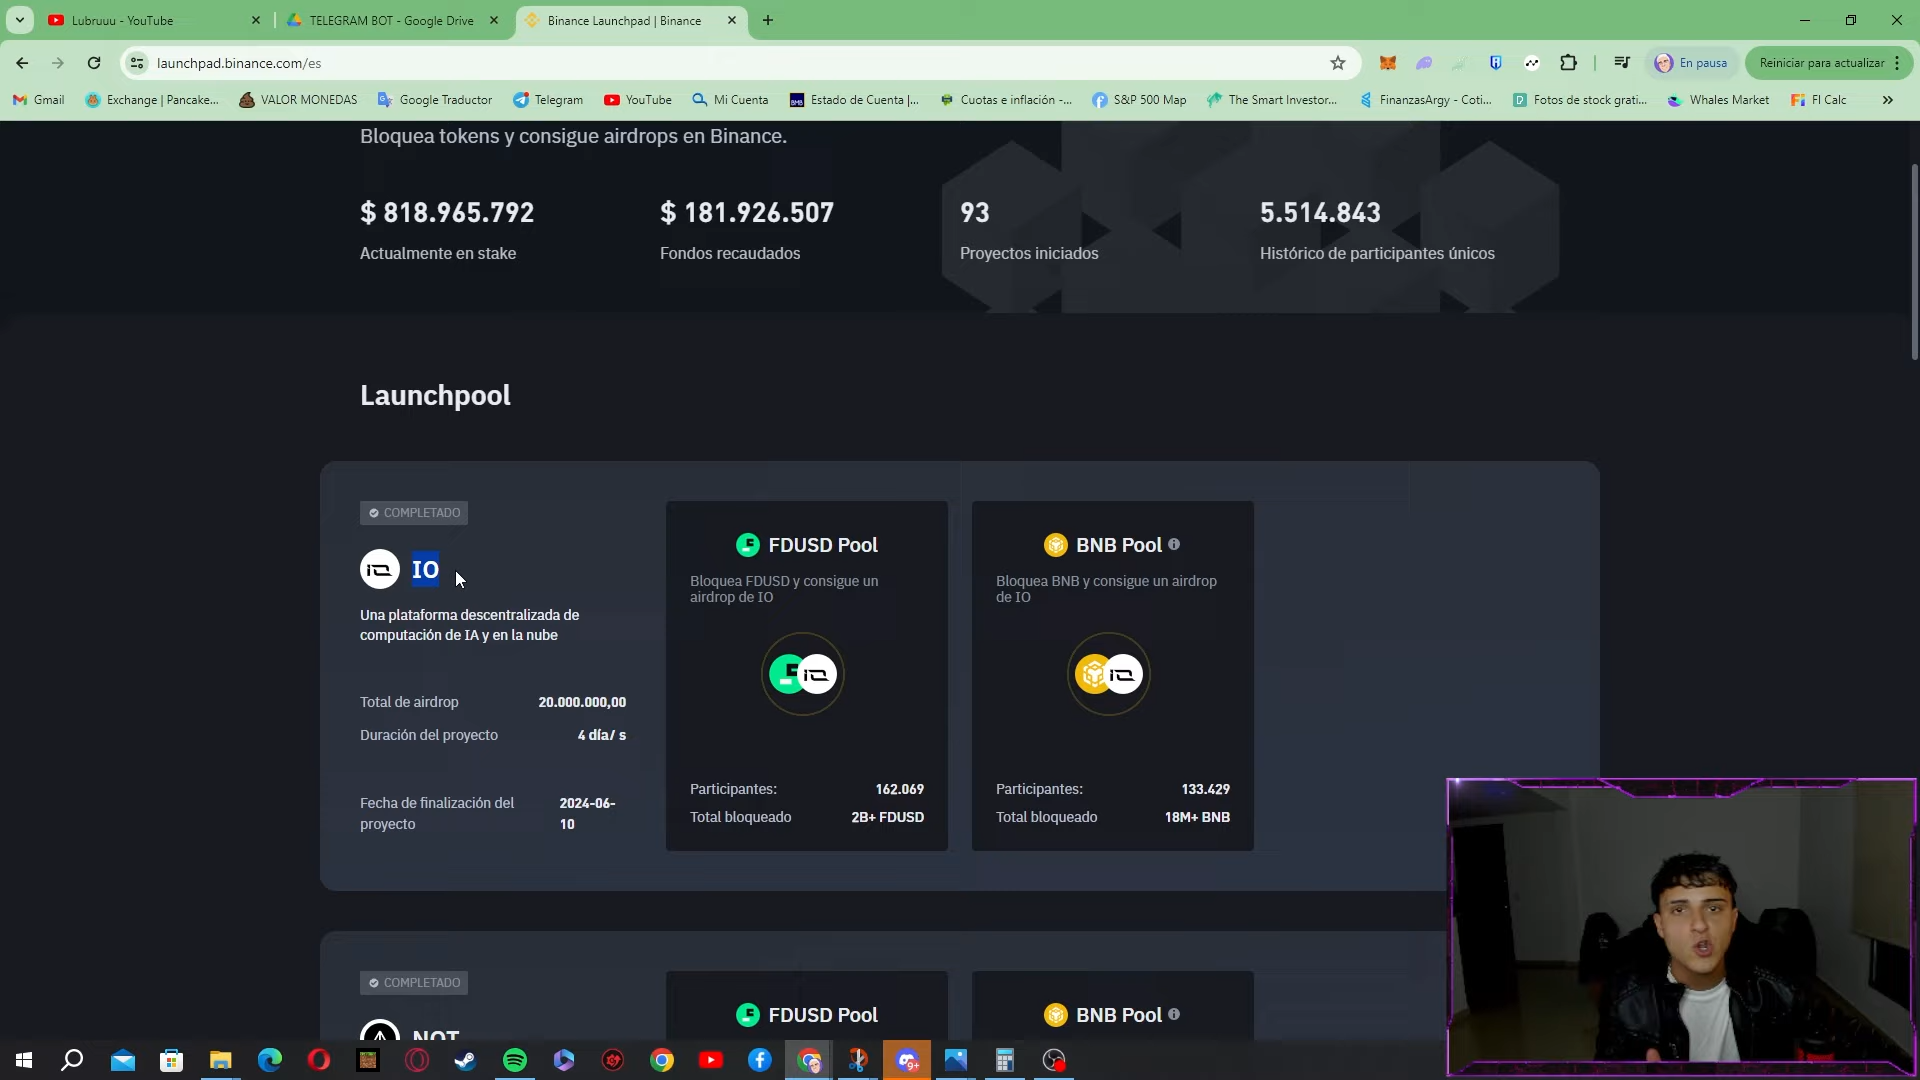 Lubruuu - YouTube
TELEGRAM BOT - Google Drive
Binance Launchpad | Binance
launchpad.binance.com/es
En pausa
Reiniciar para actualizar
Gmail
Exchange | Pancake...
VALOR MONEDAS
Google Traductor
Telegram
YouTube
Mi Cuenta
Estado de Cuenta |...
Cuotas e inflación -...
S&P 500 Map
The Smart Investor...
FinanzasArgy - Coti...
Fotos de stock grati...
Whales Market
FI Calc
Bloquea tokens y consigue airdrops en Binance.
$ 818.965.792
$ 181.926.507
93
5.514.843
Actualmente en stake
Fondos recaudados
Proyectos iniciados
Histórico de participantes únicos
Launchpool
COMPLETADO
IO
Una plataforma descentralizada de
computación de IA y en la nube
Total de airdrop 20.000.000,00
Duración del proyecto 4 día/ s
Fecha de finalización del 2024-06-
proyecto 10
FDUSD Pool
Bloquea FDUSD y consigue un
airdrop de IO
Participantes: 162.069
Total bloqueado 2B+ FDUSD
BNB Pool
Bloquea BNB y consigue un airdrop
de IO
Participantes: 133.429
Total bloqueado 18M+ BNB
COMPLETADO
NOT
FDUSD Pool
BNB Pool
9+